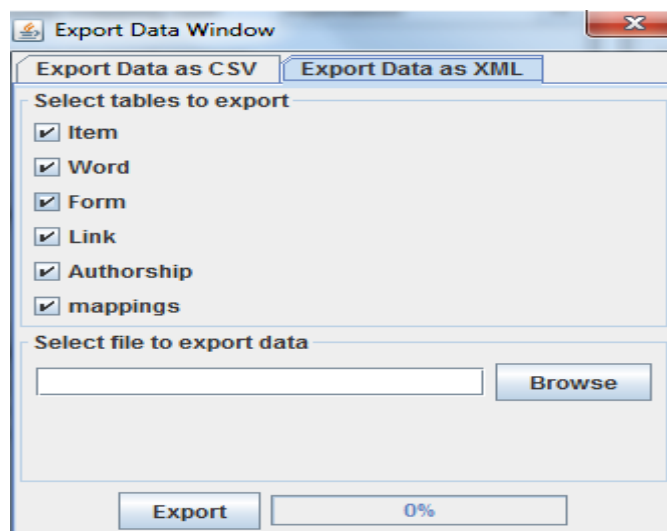 Export Data Window
Export Data as CSV Export Data as XML
Select tables to export
Item
Word
Form
Link
Authorship
mappings
Select file to export data
Browse
Export 0%